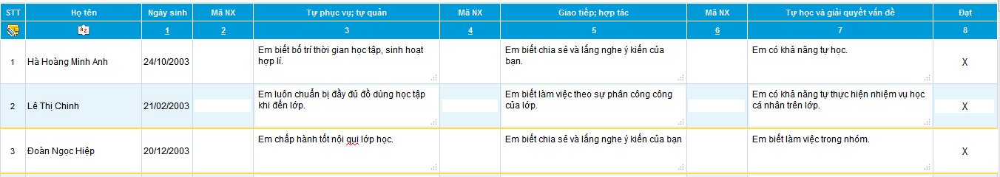 STT Họ tên Ngày sinh Mã NX Tự phục vụ; tự quản Mã NX Giao tiếp; hợp tác Mã NX Tự học và giải quyết vấn đề Đạt
1 2 3 4 5 6 7 8
1 Hà Hoàng Minh Anh 24/10/2003 Em biết bố trí thời gian học tập, sinh hoạt Em biết chia sẽ và lắng nghe ý kiến của Em có khả năng tự học. X
hợp lí. bạn.
2 Lê Thị Chinh 21/02/2003 Em luôn chuẩn bị đầy đủ đồ dùng học tập Em biết làm việc theo sự phân công công Em có khả năng tự thực hiện nhiệm vụ học X
khi đến lớp. của lớp. cá nhân trên lớp.
3 Đoàn Ngọc Hiệp 20/12/2003 Em chấp hành tốt nội qui lớp học. Em biết chia sẽ và lắng nghe ý kiến của bạn Em biết làm việc trong nhóm. X